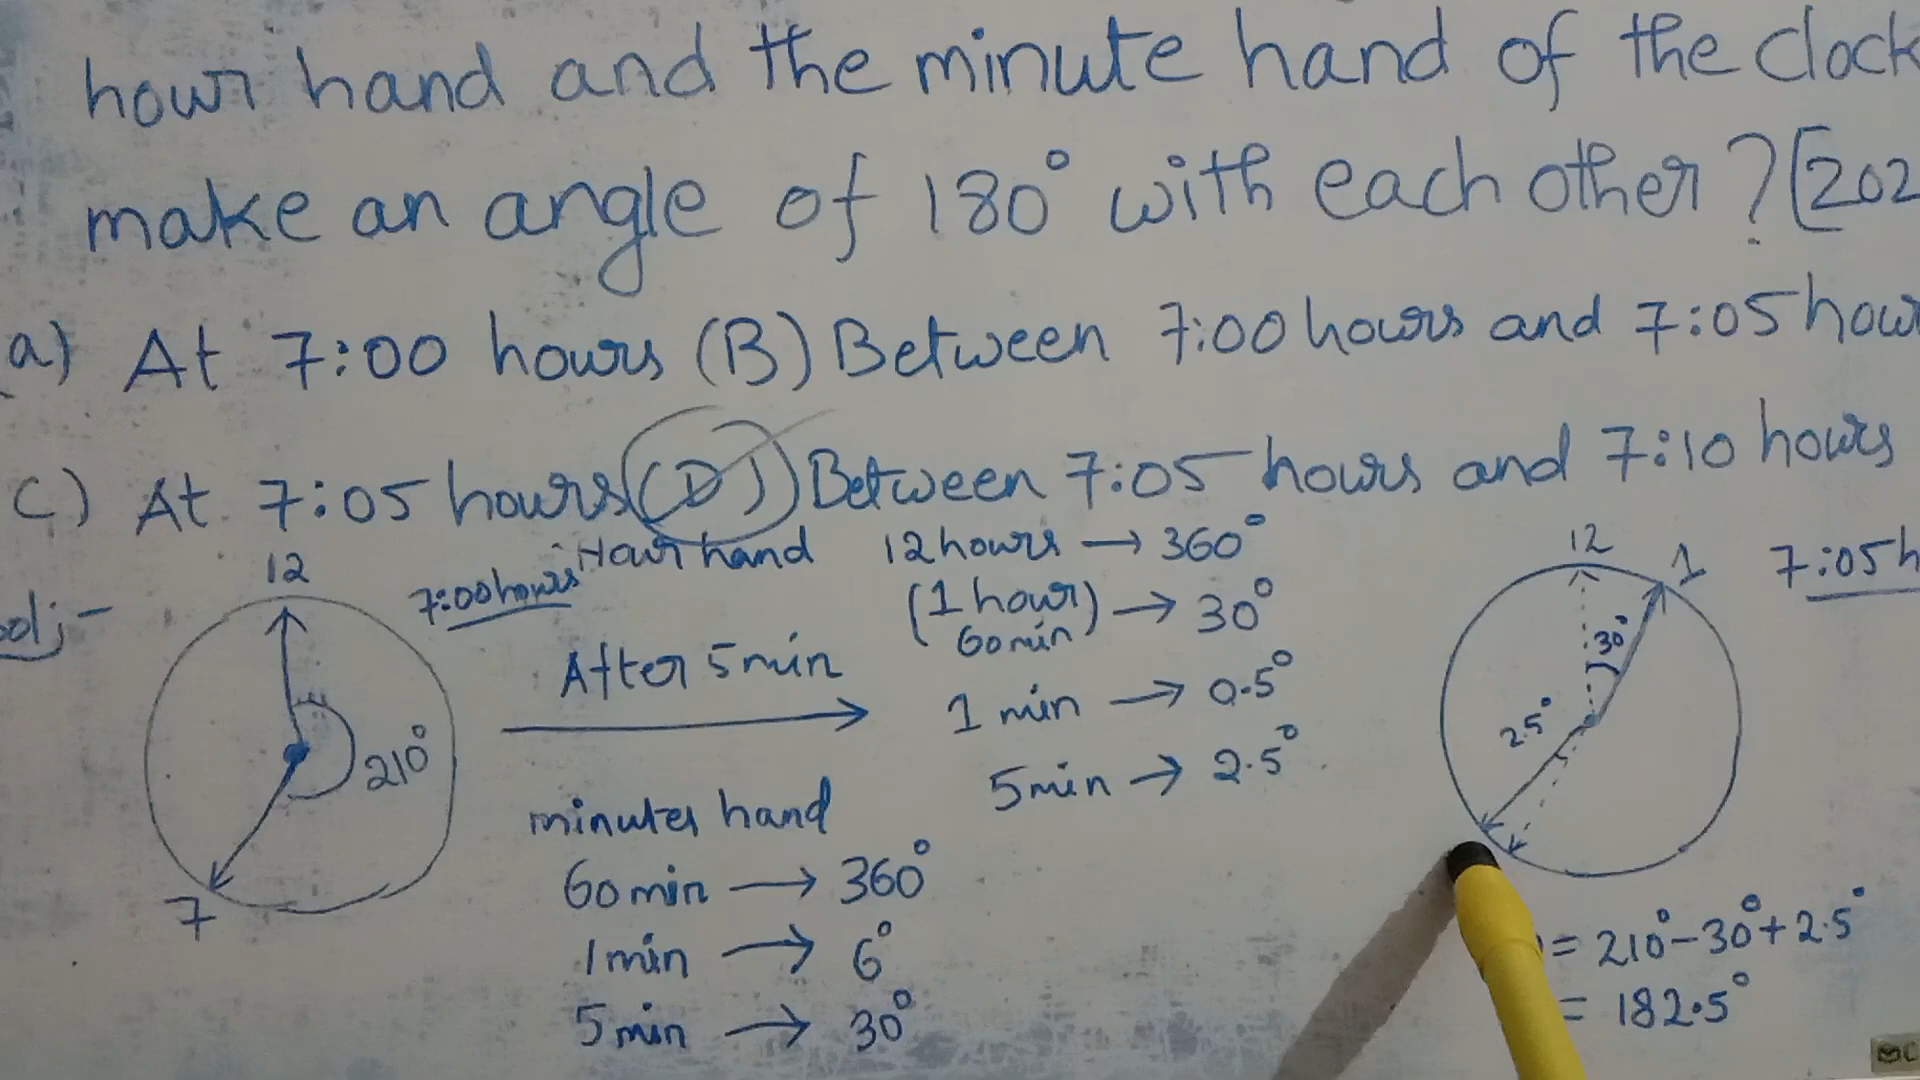 hour hand and the minute hand of the clock
make an angle of 180° with each other? [202
a) At 7:00 hours (B) Between 7:00 hours and 7:05 hour
C) At 7:05 hours (D) Between 7:05 hours and 7:10 hours
Hour hand 12 hours → 360°
12 7:00 hours (1 hour) → 30°
60 min
After 5 min
1 min → 0.5°
5 min → 2.5°
210°
7
minutes hand
60 min → 360°
1 min → 6°
5 min → 30°
12 1 7:05 h
30°
2.5°
= 210° - 30° + 2.5°
= 182.5°